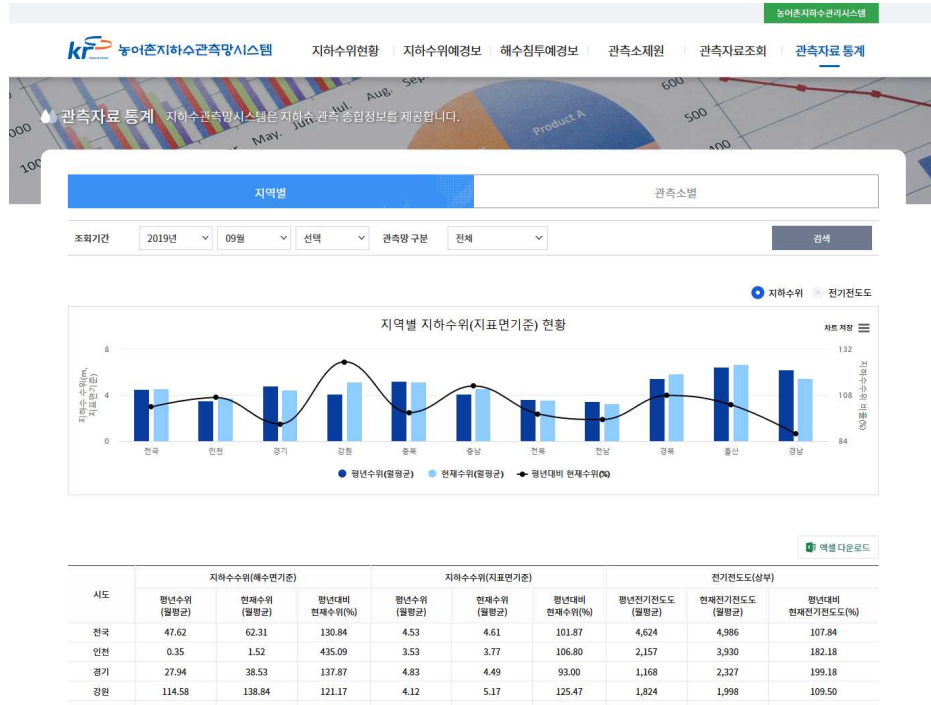 농어촌지하수관리시스템
kr 농어촌지하수관측망시스템 지하수위현황 지하수위예경보 해수침투예경보 관측소제원 관측자료조회 관측자료 통계
관측자료 통계 지하수관측망시스템은 지하수 관측 종합정보를 제공합니다.
May. Jun. Jul. Aug. Sep.
Product A
600
500
400
000
100
지역별 관측소별
조회기간 2019년 09월 선택 관측망 구분 전체 검색
지하수위 전기전도도
지역별 지하수위(지표면기준) 현황
차트 저장
지하수 수위(m,
지표면기준)
8
4
0
132
108
84
지하수수위 비율(%)
전국 인천 경기 강원 충북 충남 전북 전남 경북 울산 경남
평년수위(월평균) 현재수위(월평균) 평년대비 현재수위(%)
엑셀 다운로드
시도 지하수수위(해수면기준) 지하수수위(지표면기준) 전기전도도(상부)
평년수위 현재수위 평년대비 평년수위 현재수위 평년대비 평년전기전도도 현재전기전도도 평년대비
(월평균) (월평균) 현재수위(%) (월평균) (월평균) 현재수위(%) (월평균) (월평균) 현재전기전도도(%)
전국 47.62 62.31 130.84 4.53 4.61 101.87 4,624 4,986 107.84
인천 0.35 1.52 435.09 3.53 3.77 106.80 2,157 3,930 182.18
경기 27.94 38.53 137.87 4.83 4.49 93.00 1,168 2,327 199.18
강원 114.58 138.84 121.17 4.12 5.17 125.47 1,824 1,998 109.50